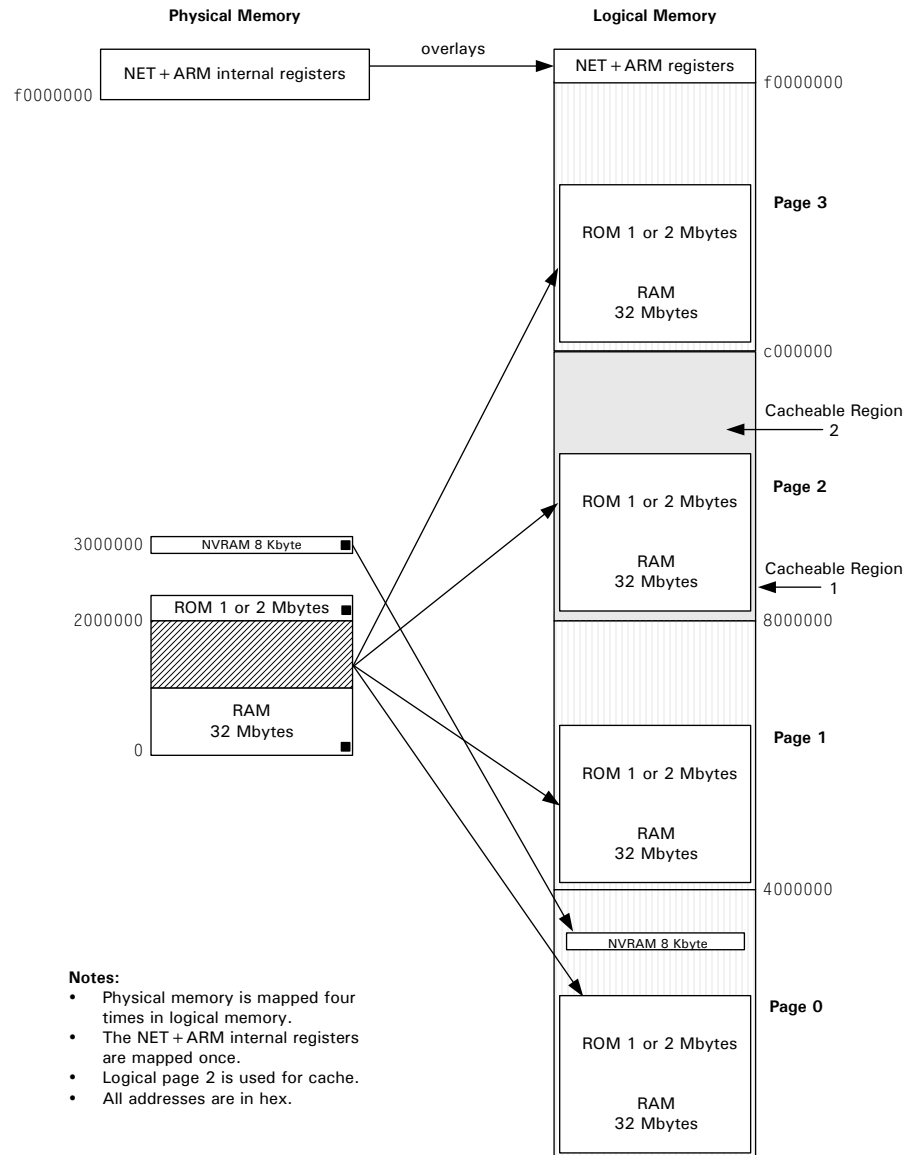 Physical Memory
Logical Memory
NET+ARM internal registers
overlays
NET+ARM registers
f0000000
f0000000
Page 3
ROM 1 or 2 Mbytes
RAM
32 Mbytes
c000000
Cacheable Region
2
Page 2
ROM 1 or 2 Mbytes
RAM
32 Mbytes
Cacheable Region
1
3000000
NVRAM 8 Kbyte
ROM 1 or 2 Mbytes
2000000
8000000
RAM
32 Mbytes
0
Page 1
ROM 1 or 2 Mbytes
RAM
32 Mbytes
4000000
NVRAM 8 Kbyte
Page 0
ROM 1 or 2 Mbytes
RAM
32 Mbytes
Notes:
• Physical memory is mapped four
times in logical memory.
• The NET+ARM internal registers
are mapped once.
• Logical page 2 is used for cache.
• All addresses are in hex.